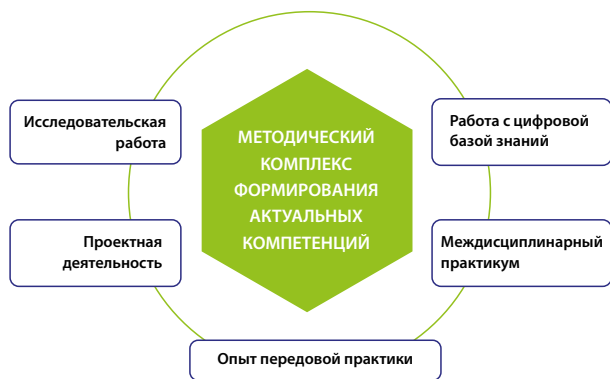 Исследовательская
работа
Проектная
деятельность
МЕТОДИЧЕСКИЙ
КОМПЛЕКС
ФОРМИРОВАНИЯ
АКТУАЛЬНЫХ
КОМПЕТЕНЦИЙ
Работа с цифровой
базой знаний
Междисциплинарный
практикум
Опыт передовой практики